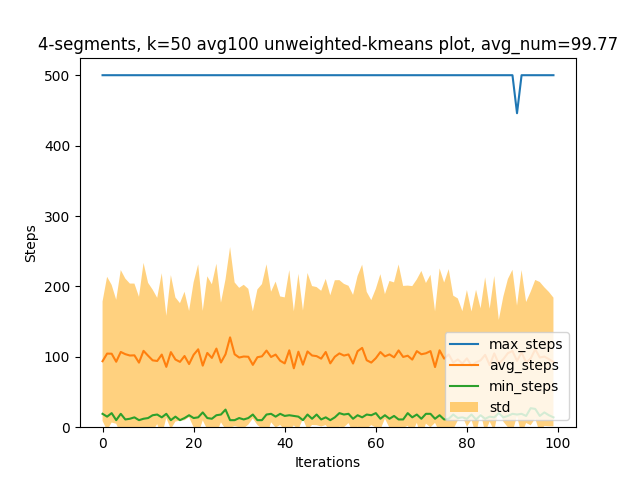 4-segments, k=50 avg100 unweighted-kmeans plot, avg_num=99.77
500
400
300
200
100
0
Steps
max_steps
avg_steps
min_steps
std
0 20 40 60 80 100
Iterations